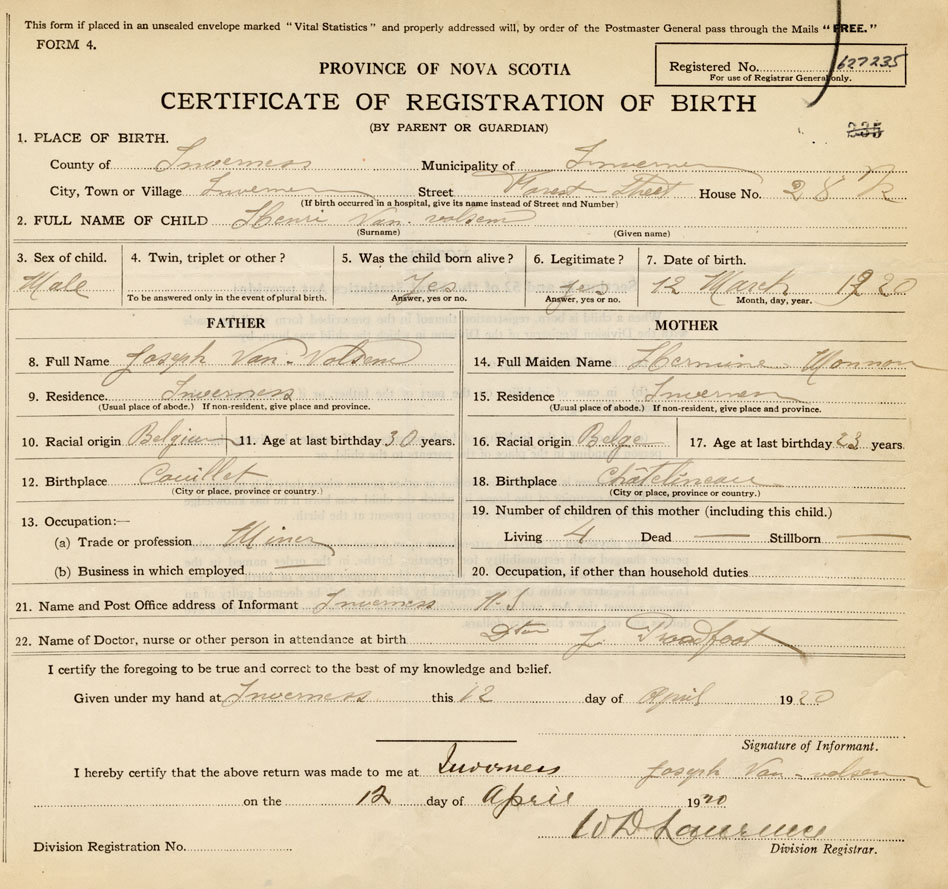 This form if placed in an unsealed envelope marked "Vital Statistics" and properly addressed will, by order of the Postmaster General pass through the Mails "FREE."
FORM 4.
Registered No. 627235
For use of Registrar General only.
PROVINCE OF NOVA SCOTIA
CERTIFICATE OF REGISTRATION OF BIRTH
(BY PARENT OR GUARDIAN)
235
1. PLACE OF BIRTH.
County of Inverness Municipality of Inverness
City, Town or Village Inverness Street Forest Street House No. 28 1/2
(If birth occurred in a hospital, give its name instead of Street and Number)
2. FULL NAME OF CHILD Henri Van. volsem
(Surname) (Given name)
3. Sex of child. 4. Twin, triplet or other? 5. Was the child born alive? 6. Legitimate? 7. Date of birth.
Male Yes yes 12 March 1920
To be answered only in the event of plural birth. Answer, yes or no. Answer, yes or no. Month, day, year.
FATHER MOTHER
8. Full Name Joseph Van-Volsem 14. Full Maiden Name Hermine
9. Residence. Inverness 15. Residence Inverness
(Usual place of abode.) If non-resident, give place and province. (Usual place of abode.) If non-resident, give place and province.
10. Racial origin Belgian 11. Age at last birthday 30 years. 16. Racial origin Belge 17. Age at last birthday 23 years.
12. Birthplace Couillet 18. Birthplace Châtelineau
(City or place, province or country.) (City or place, province or country.)
13. Occupation:— 19. Number of children of this mother (including this child.)
(a) Trade or profession Miner Living 4 Dead — Stillborn —
(b) Business in which employed — 20. Occupation, if other than household duties
21. Name and Post Office address of Informant Inverness N.S
22. Name of Doctor, nurse or other person in attendance at birth J. Proadfoot
I certify the foregoing to be true and correct to the best of my knowledge and belief.
Given under my hand at Inverness this 12 day of April 1920
Signature of Informant.
I hereby certify that the above return was made to me at Inverness Joseph Van-volsem
on the 12 day of April 1920
W D Lawrence
Division Registration No. Division Registrar.